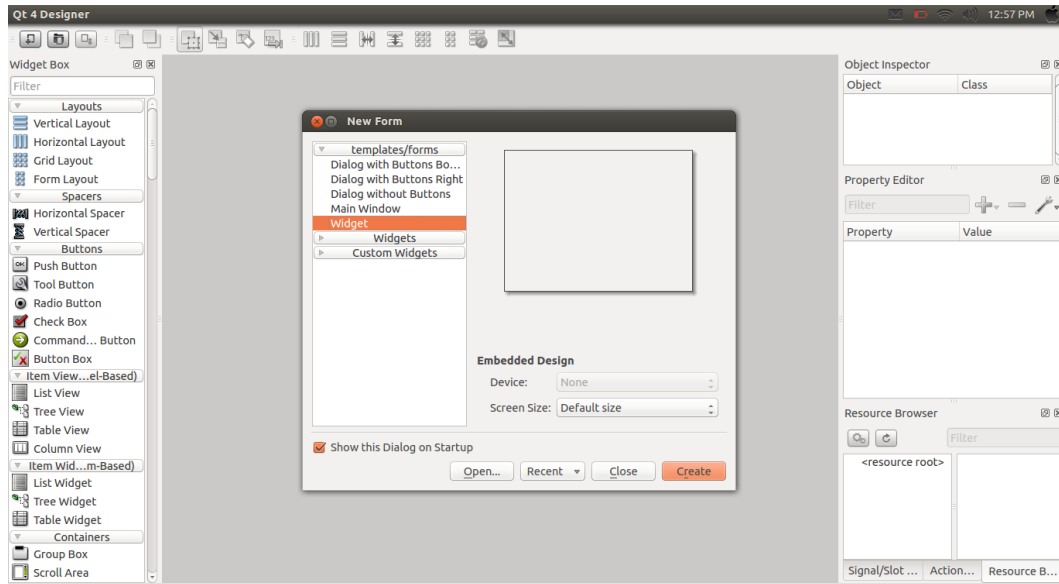 Qt 4 Designer
12:57 PM
Widget Box
Filter
Layouts
Vertical Layout
Horizontal Layout
Grid Layout
Form Layout
Spacers
Horizontal Spacer
Vertical Spacer
Buttons
Push Button
Tool Button
Radio Button
Check Box
Command... Button
Button Box
Item View...el-Based)
List View
Tree View
Table View
Column View
Item Wid...m-Based)
List Widget
Tree Widget
Table Widget
Containers
Group Box
Scroll Area
New Form
templates/forms
Dialog with Buttons Bo...
Dialog with Buttons Right
Dialog without Buttons
Main Window
Widget
Widgets
Custom Widgets
Embedded Design
Device: None
Screen Size: Default size
Show this Dialog on Startup
Open... Recent Close Create
Object Inspector
Object Class
Property Editor
Filter
Property Value
Resource Browser
Filter
<resource root>
Signal/Slot ... Action... Resource B...